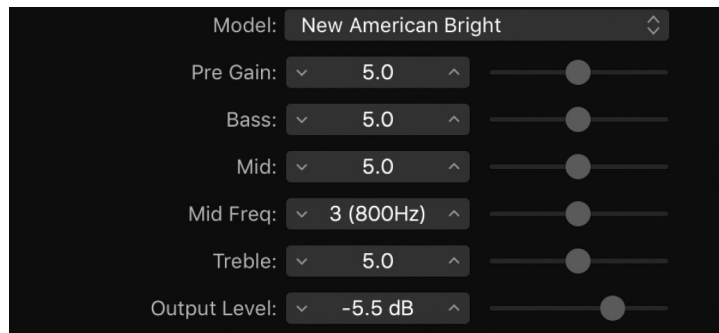 Model: New American Bright
Pre Gain: 5.0
Bass: 5.0
Mid: 5.0
Mid Freq: 3 (800Hz)
Treble: 5.0
Output Level: -5.5 dB